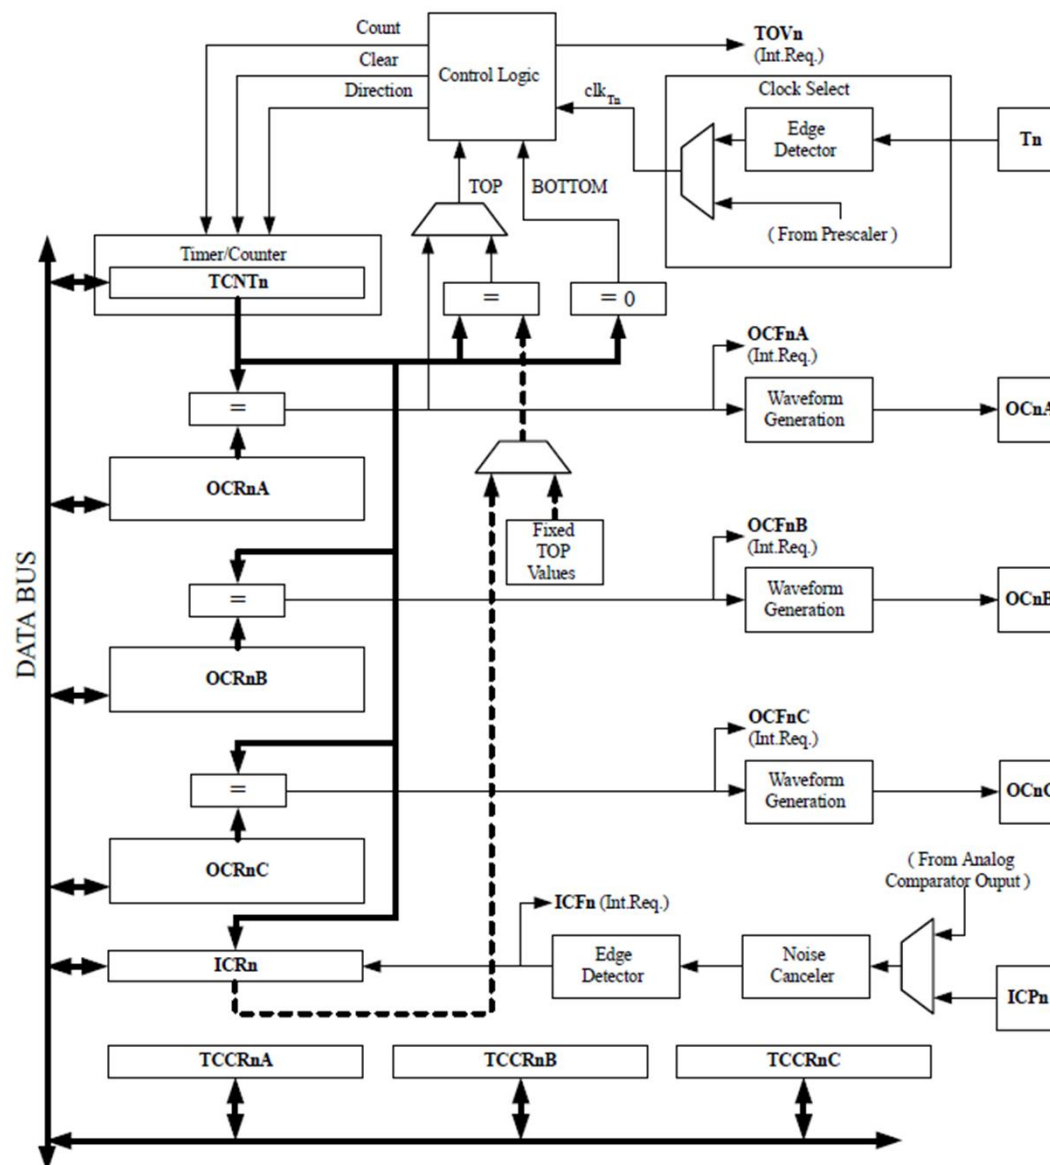 Count
Clear
Direction
Control Logic
TOVn
(Int.Req.)
clkTn
Clock Select
Edge
Detector
Tn
( From Prescaler )
TOP
BOTTOM
Timer/Counter
TCNTn
=
= 0
OCFnA
(Int.Req.)
=
Waveform
Generation
OCnA
OCRnA
Fixed
TOP
Values
OCFnB
(Int.Req.)
=
Waveform
Generation
OCnB
OCRnB
DATA BUS
OCFnC
(Int.Req.)
=
Waveform
Generation
OCnC
OCRnC
( From Analog
Comparator Ouput )
ICFn (Int.Req.)
ICRn
Edge
Detector
Noise
Canceler
ICPn
TCCRnA
TCCRnB
TCCRnC